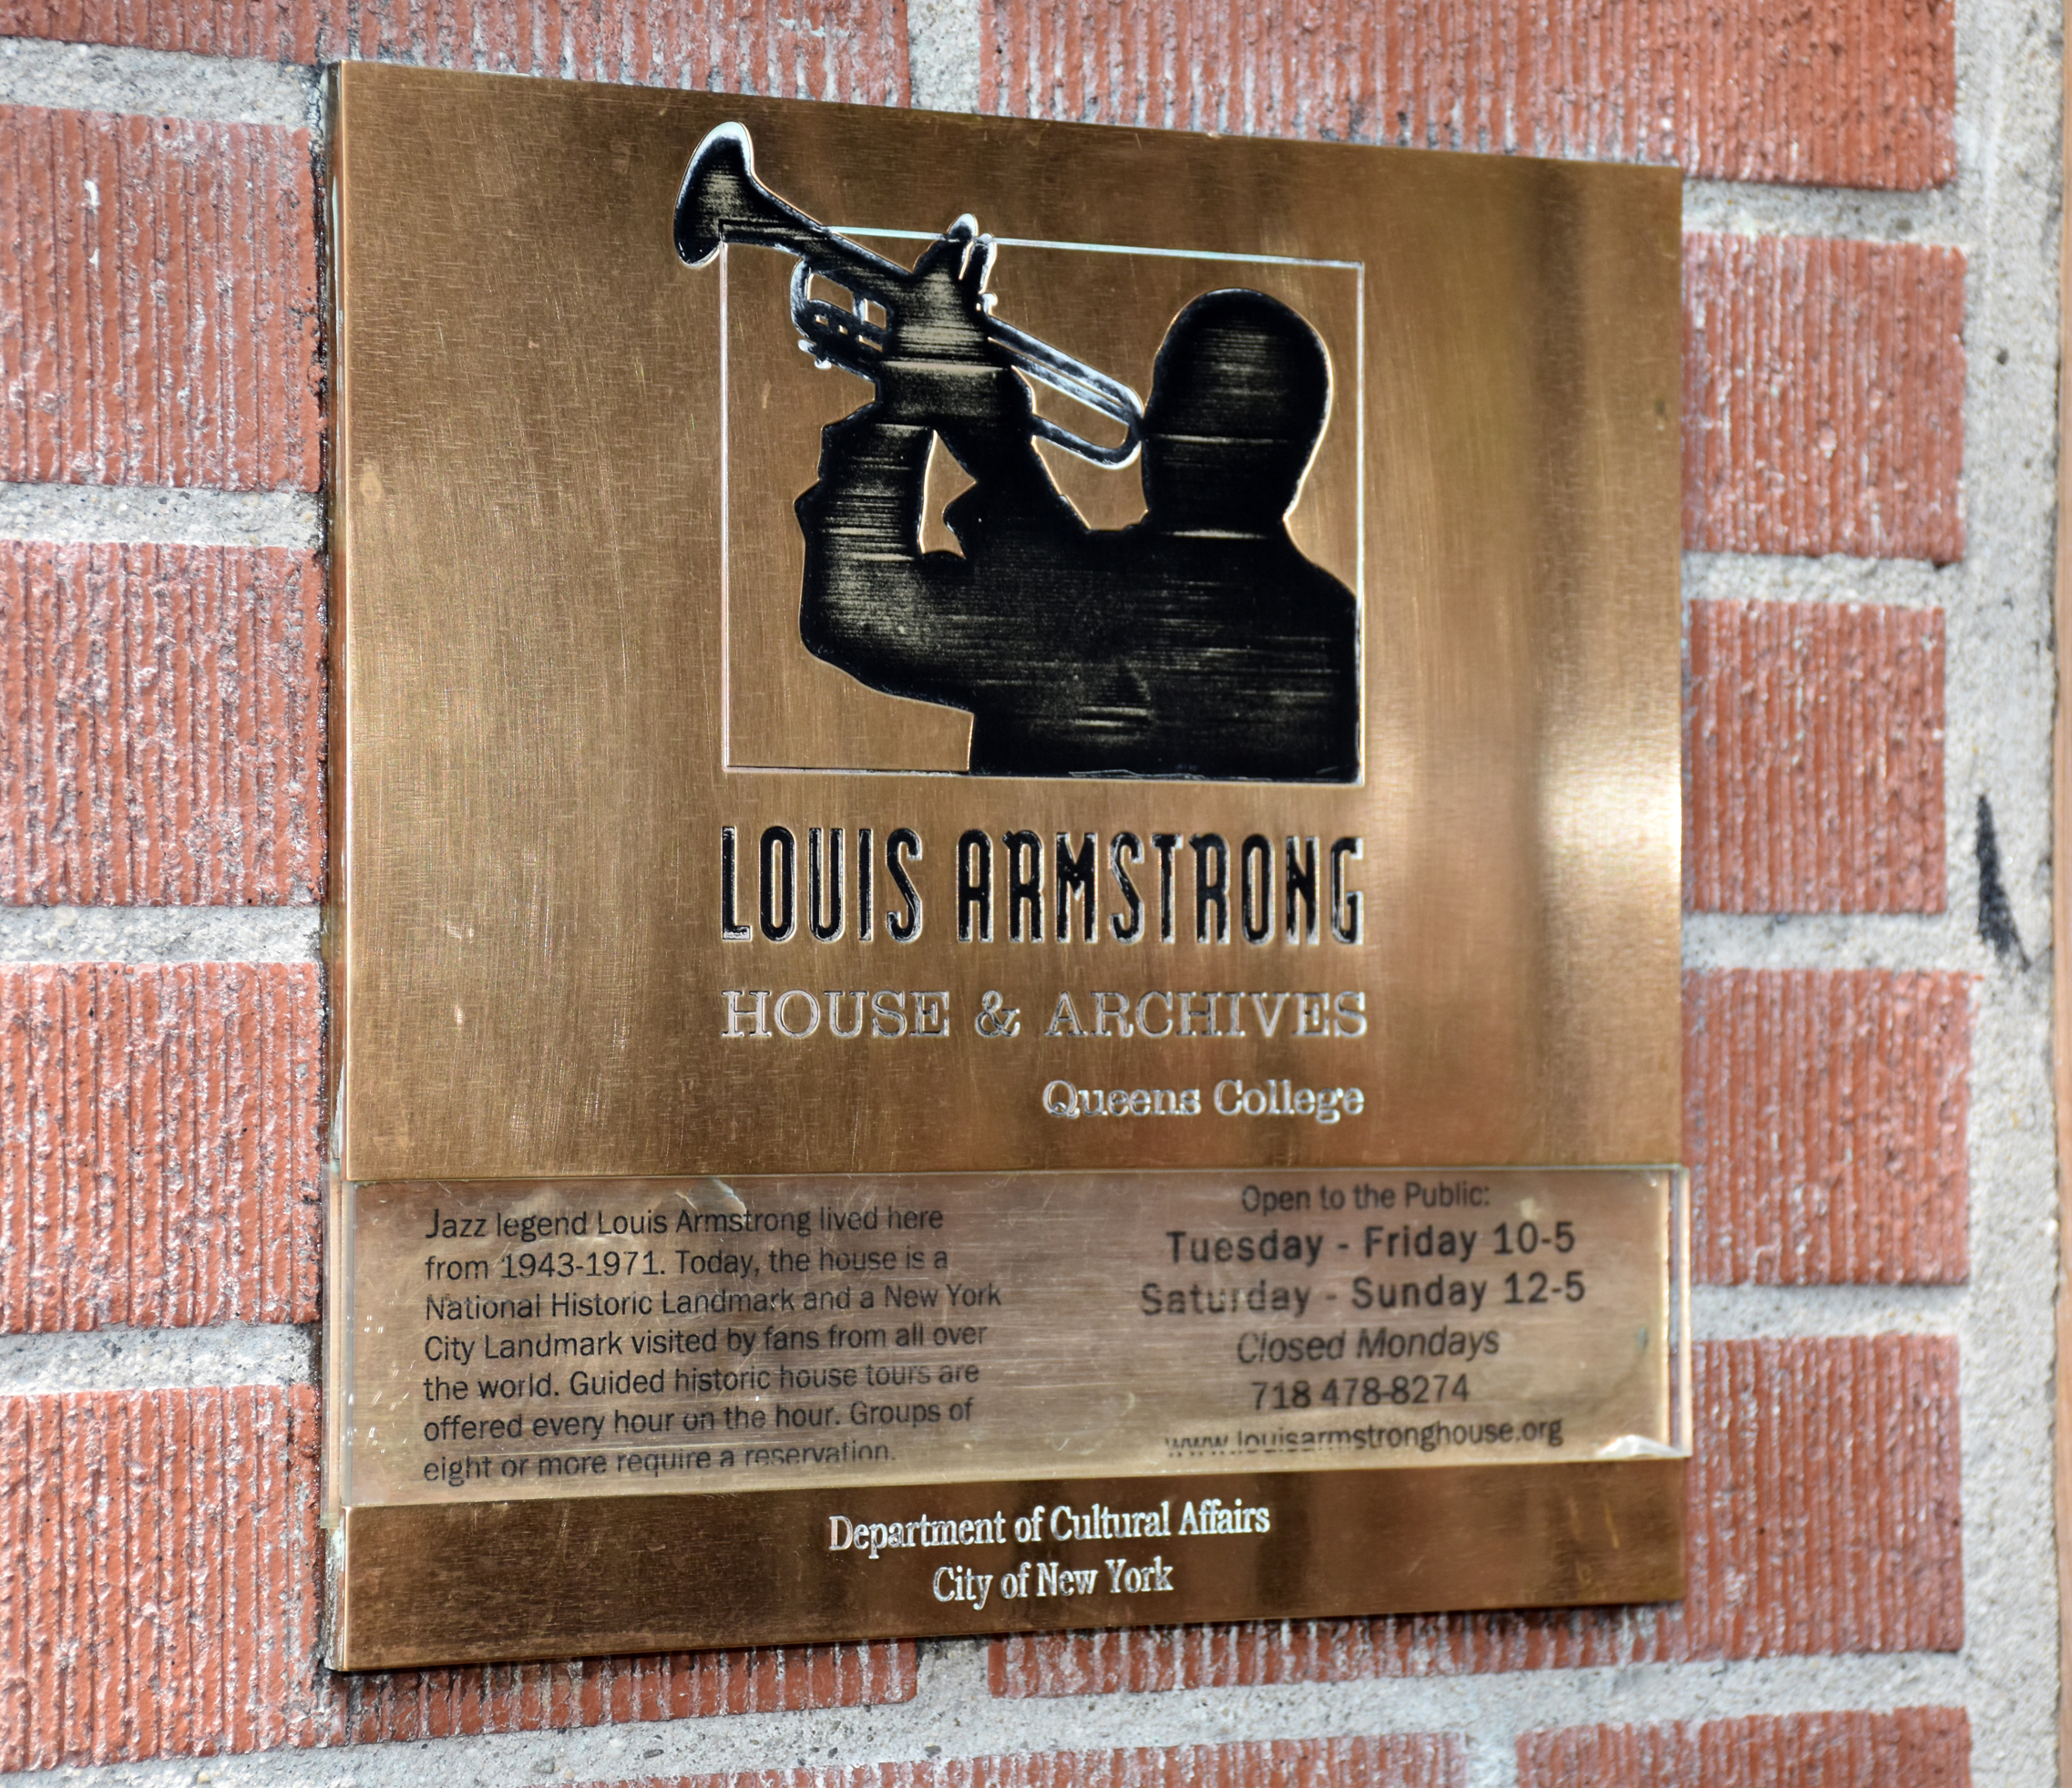 LOUIS ARMSTRONG
HOUSE & ARCHIVES
Queens College
Jazz legend Louis Armstrong lived here
from 1943-1971. Today, the house is a
National Historic Landmark and a New York
City Landmark visited by fans from all over
the world. Guided historic house tours are
offered every hour on the hour. Groups of
eight or more require a reservation.
Open to the Public:
Tuesday - Friday 10-5
Saturday - Sunday 12-5
Closed Mondays
718 478-8274
www.louisarmstronghouse.org
Department of Cultural Affairs
City of New York